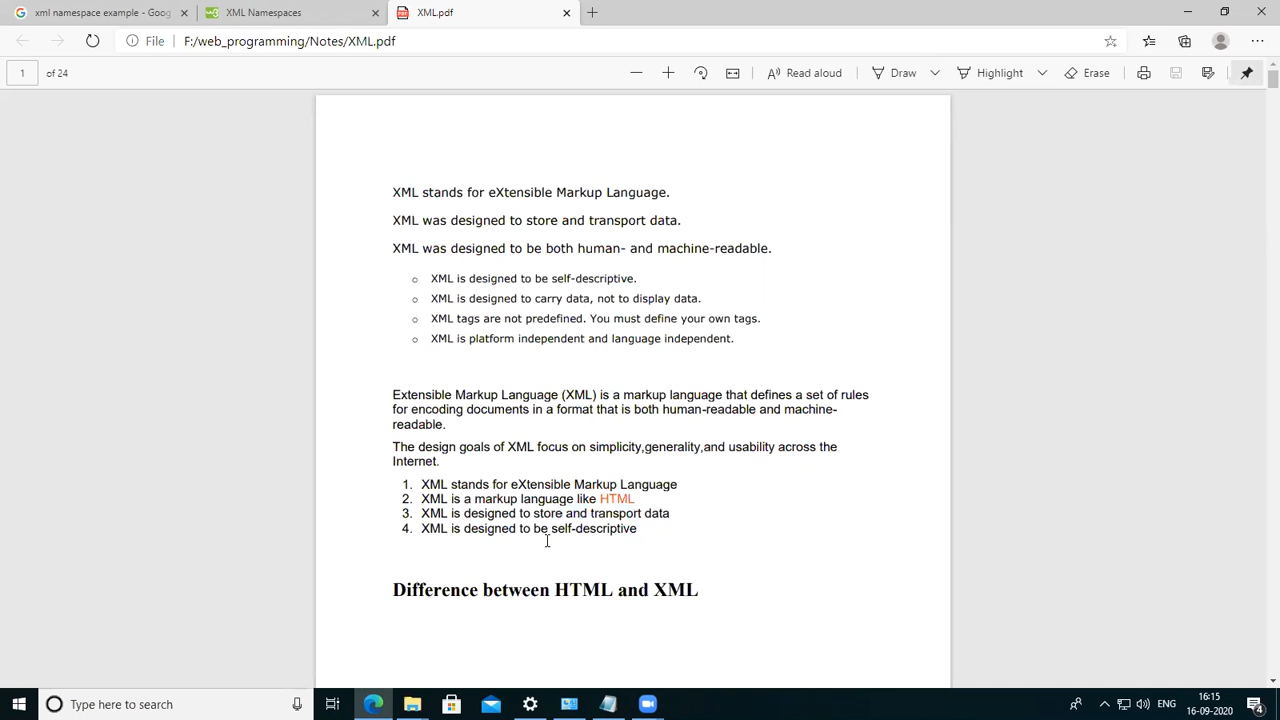 xml namespace example - Goog
XML Namespaces
XML.pdf
File
F:/web_programming/Notes/XML.pdf
1
of 24
Read aloud
Draw
Highlight
Erase
XML stands for eXtensible Markup Language.
XML was designed to store and transport data.
XML was designed to be both human- and machine-readable.
o XML is designed to be self-descriptive.
o XML is designed to carry data, not to display data.
o XML tags are not predefined. You must define your own tags.
o XML is platform independent and language independent.
Extensible Markup Language (XML) is a markup language that defines a set of rules
for encoding documents in a format that is both human-readable and machine-
readable.
The design goals of XML focus on simplicity,generality,and usability across the
Internet.
1. XML stands for eXtensible Markup Language
2. XML is a markup language like HTML
3. XML is designed to store and transport data
4. XML is designed to be self-descriptive
Difference between HTML and XML
Type here to search
ENG
16:15
16-09-2020
4